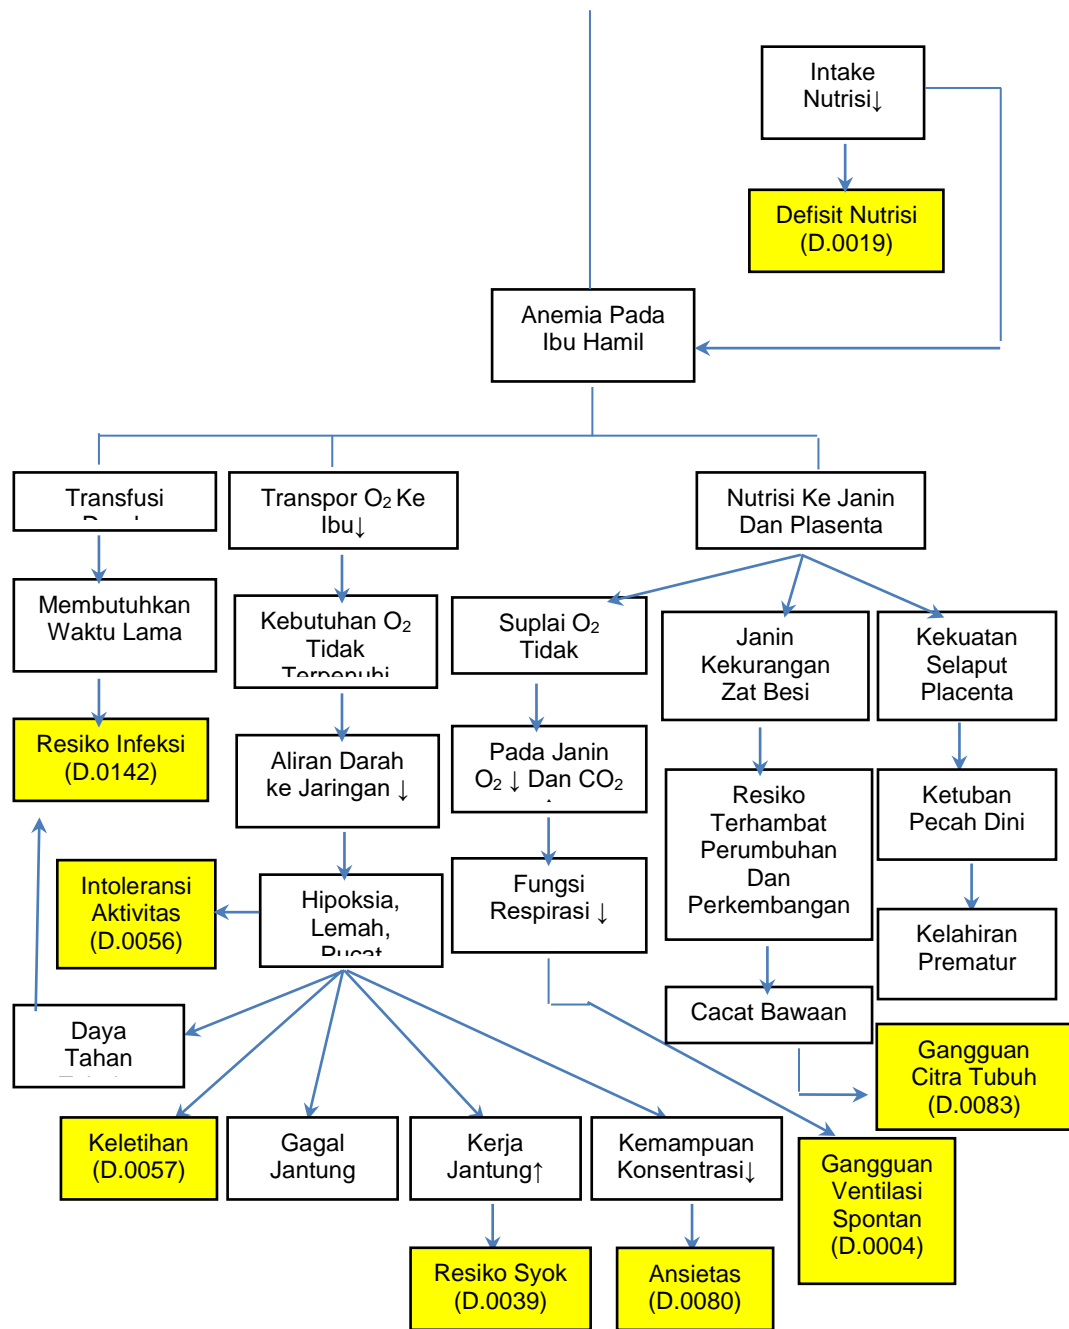 Intake
Nutrisi↓
Defisit Nutrisi
(D.0019)
Anemia Pada
Ibu Hamil
Transfusi
Transpor O₂ Ke
Ibu↓
Nutrisi Ke Janin
Dan Plasenta
Membutuhkan
Waktu Lama
Kebutuhan O₂
Tidak
Terpenuhi
Suplai O₂
Tidak
Janin
Kekurangan
Zat Besi
Kekuatan
Selaput
Placenta
Resiko Infeksi
(D.0142)
Aliran Darah
ke Jaringan ↓
Pada Janin
O₂ ↓ Dan CO₂
Resiko
Terhambat
Perumbuhan
Dan
Perkembangan
Ketuban
Pecah Dini
Intoleransi
Aktivitas
(D.0056)
Hipoksia,
Lemah,
Pucat
Fungsi
Respirasi ↓
Kelahiran
Prematur
Daya
Tahan
Cacat Bawaan
Gangguan
Citra Tubuh
(D.0083)
Keletihan
(D.0057)
Gagal
Jantung
Kerja
Jantung↑
Kemampuan
Konsentrasi↓
Gangguan
Ventilasi
Spontan
(D.0004)
Resiko Syok
(D.0039)
Ansietas
(D.0080)